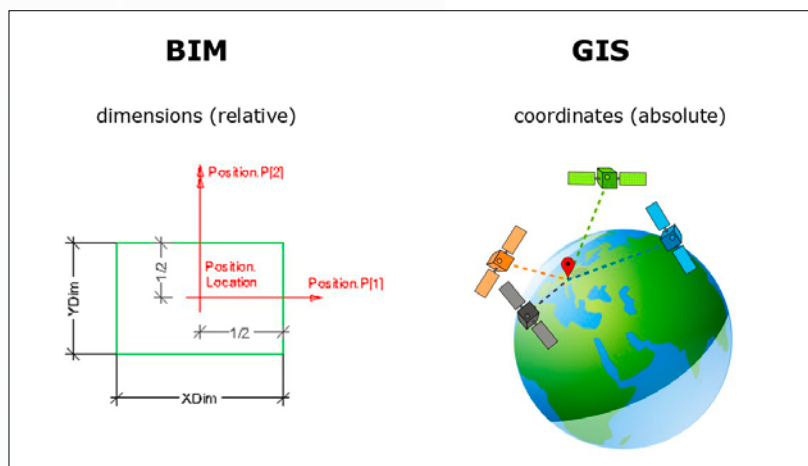 BIM
GIS
dimensions (relative)
coordinates (absolute)
Position.P[2]
1/2
Position.
Location
Position.P[1]
YDim
1/2
XDim